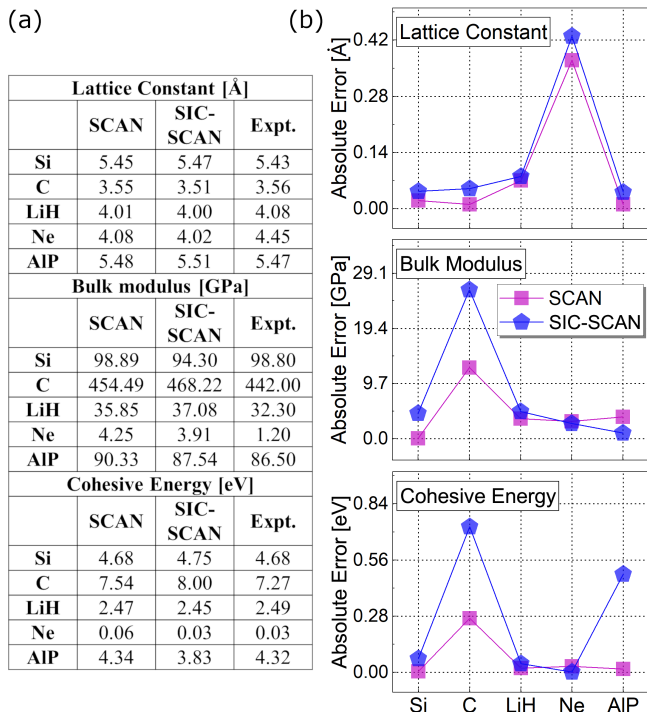 (a)
Lattice Constant [Å]
SCAN SIC-SCAN Expt.
Si 5.45 5.47 5.43
C 3.55 3.51 3.56
LiH 4.01 4.00 4.08
Ne 4.08 4.02 4.45
AlP 5.48 5.51 5.47
Bulk modulus [GPa]
SCAN SIC-SCAN Expt.
Si 98.89 94.30 98.80
C 454.49 468.22 442.00
LiH 35.85 37.08 32.30
Ne 4.25 3.91 1.20
AlP 90.33 87.54 86.50
Cohesive Energy [eV]
SCAN SIC-SCAN Expt.
Si 4.68 4.75 4.68
C 7.54 8.00 7.27
LiH 2.47 2.45 2.49
Ne 0.06 0.03 0.03
AlP 4.34 3.83 4.32
(b)
Lattice Constant
Absolute Error [Å]
0.42
0.28
0.14
0.00
Bulk Modulus
Absolute Error [GPa]
29.1
19.4
9.7
0.0
SCAN
SIC-SCAN
Cohesive Energy
Absolute Error [eV]
0.84
0.56
0.28
0.00
Si C LiH Ne AlP